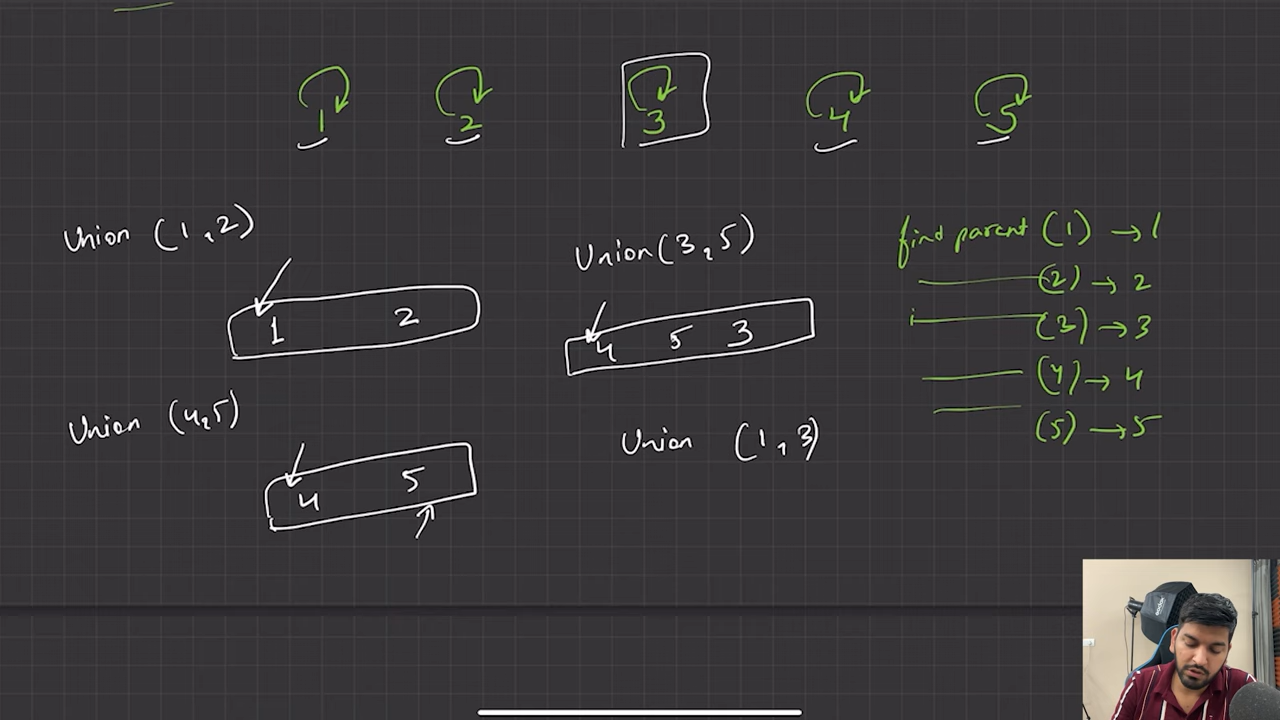 1 2 3 4 5
Union (1,2)
1 2
Union (4,5)
4 5
Union (3,5)
4 5 3
Union (1,3)
find parent (1) → 1
(2) → 2
(3) → 3
(4) → 4
(5) → 5